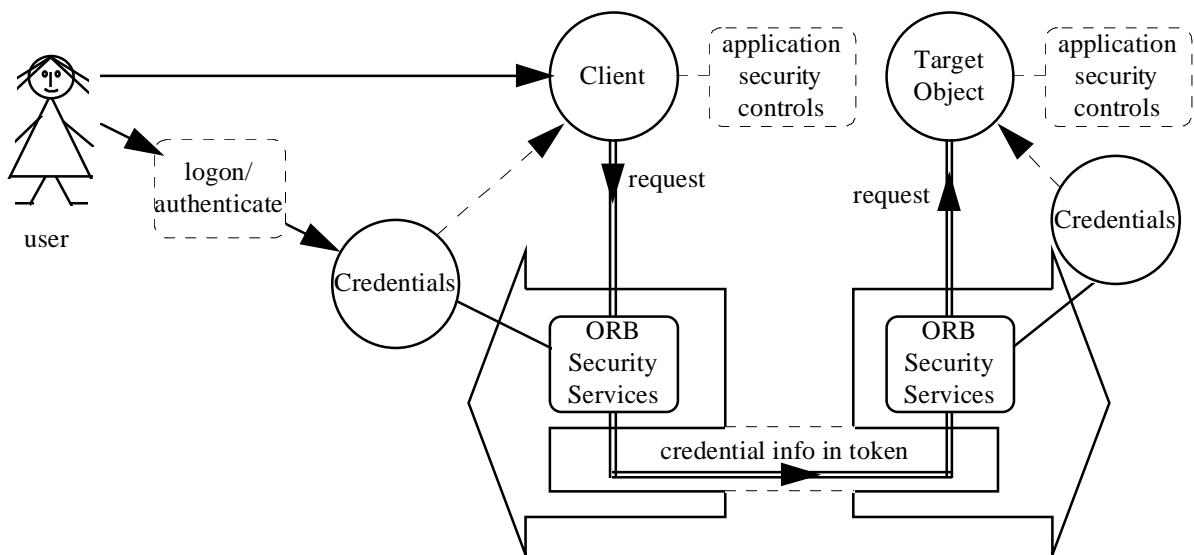 Client
application
security
controls
Target
Object
application
security
controls
logon/
authenticate
user
request
request
Credentials
Credentials
ORB
Security
Services
ORB
Security
Services
credential info in token